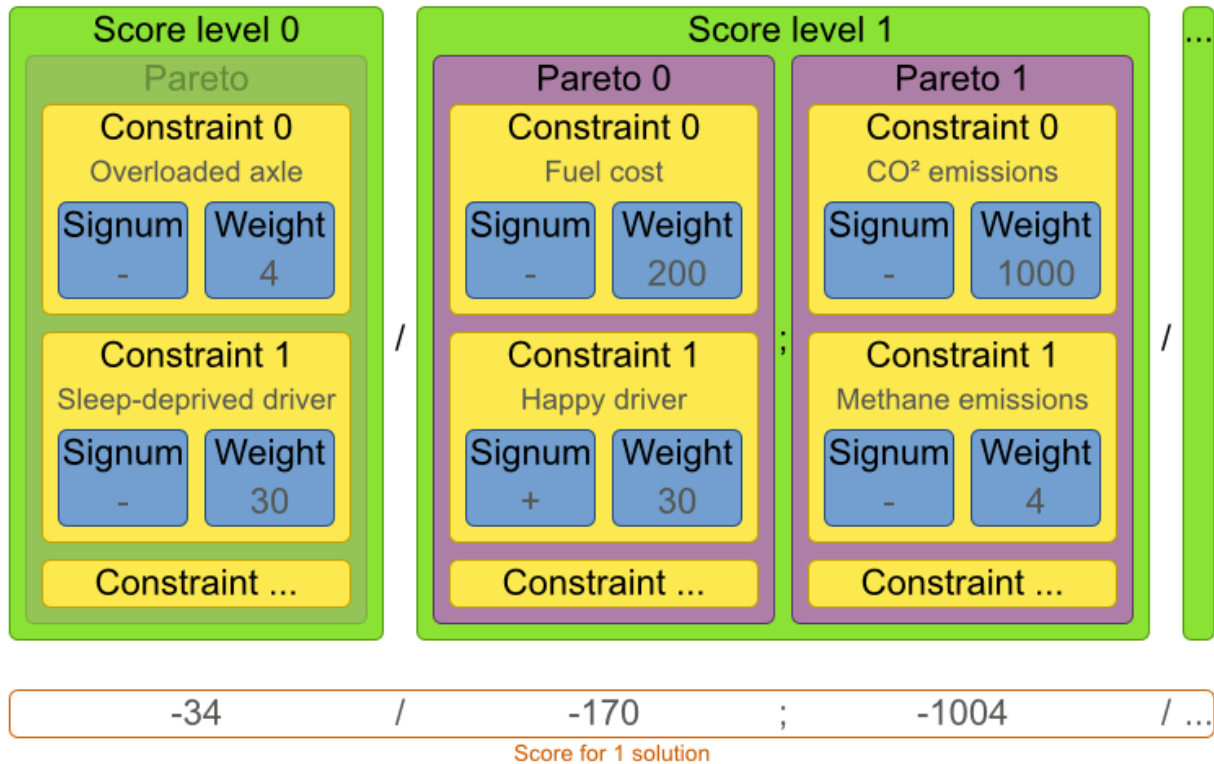 Score level 0
Pareto
Constraint 0
Overloaded axle
Signum Weight
- 4
Constraint 1
Sleep-deprived driver
Signum Weight
- 30
Constraint ...
/
Score level 1
Pareto 0
Constraint 0
Fuel cost
Signum Weight
- 200
Constraint 1
Happy driver
Signum Weight
+ 30
Constraint ...
;
Pareto 1
Constraint 0
CO² emissions
Signum Weight
- 1000
Constraint 1
Methane emissions
Signum Weight
- 4
Constraint ...
/
...
-34 / -170 ; -1004 / ...
Score for 1 solution